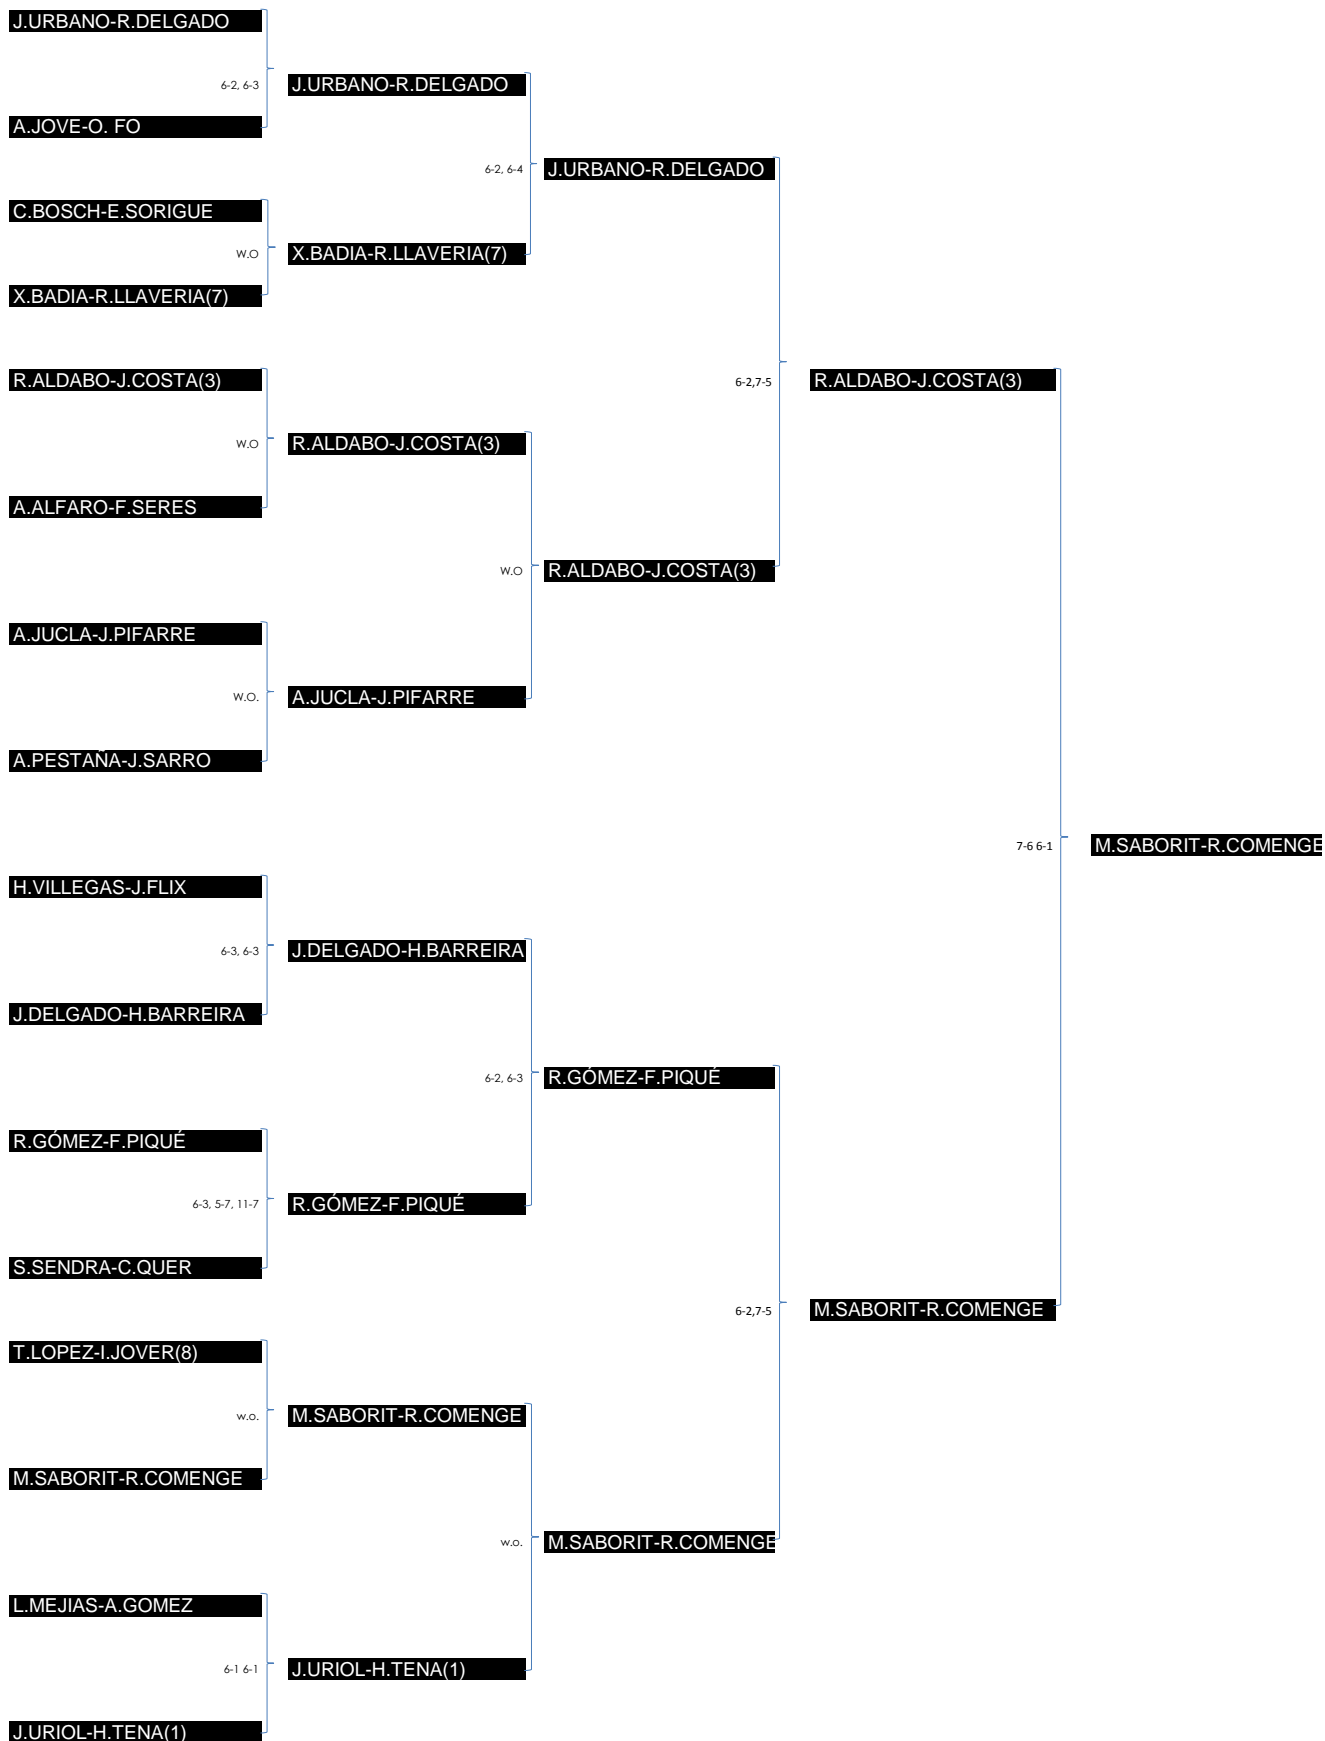 J.URBANO-R.DELGADO
6-2, 6-3
J.URBANO-R.DELGADO
A.JOVE-O. FO
6-2, 6-4
J.URBANO-R.DELGADO
C.BOSCH-E.SORIGUE
W.O
X.BADIA-R.LLAVERIA(7)
X.BADIA-R.LLAVERIA(7)
R.ALDABO-J.COSTA(3)
6-2,7-5
R.ALDABO-J.COSTA(3)
W.O
R.ALDABO-J.COSTA(3)
A.ALFARO-F.SERES
W.O
R.ALDABO-J.COSTA(3)
A.JUCLA-J.PIFARRE
W.O.
A.JUCLA-J.PIFARRE
A.PESTAÑA-J.SARRO
7-6 6-1
M.SABORIT-R.COMENGE
H.VILLEGAS-J.FLIX
6-3, 6-3
J.DELGADO-H.BARREIRA
J.DELGADO-H.BARREIRA
6-2, 6-3
R.GÓMEZ-F.PIQUÉ
R.GÓMEZ-F.PIQUÉ
6-3, 5-7, 11-7
R.GÓMEZ-F.PIQUÉ
S.SENDRA-C.QUER
6-2,7-5
M.SABORIT-R.COMENGE
T.LOPEZ-I.JOVER(8)
w.o.
M.SABORIT-R.COMENGE
M.SABORIT-R.COMENGE
w.o.
M.SABORIT-R.COMENGE
L.MEJIAS-A.GOMEZ
6-1 6-1
J.URIOL-H.TENA(1)
J.URIOL-H.TENA(1)